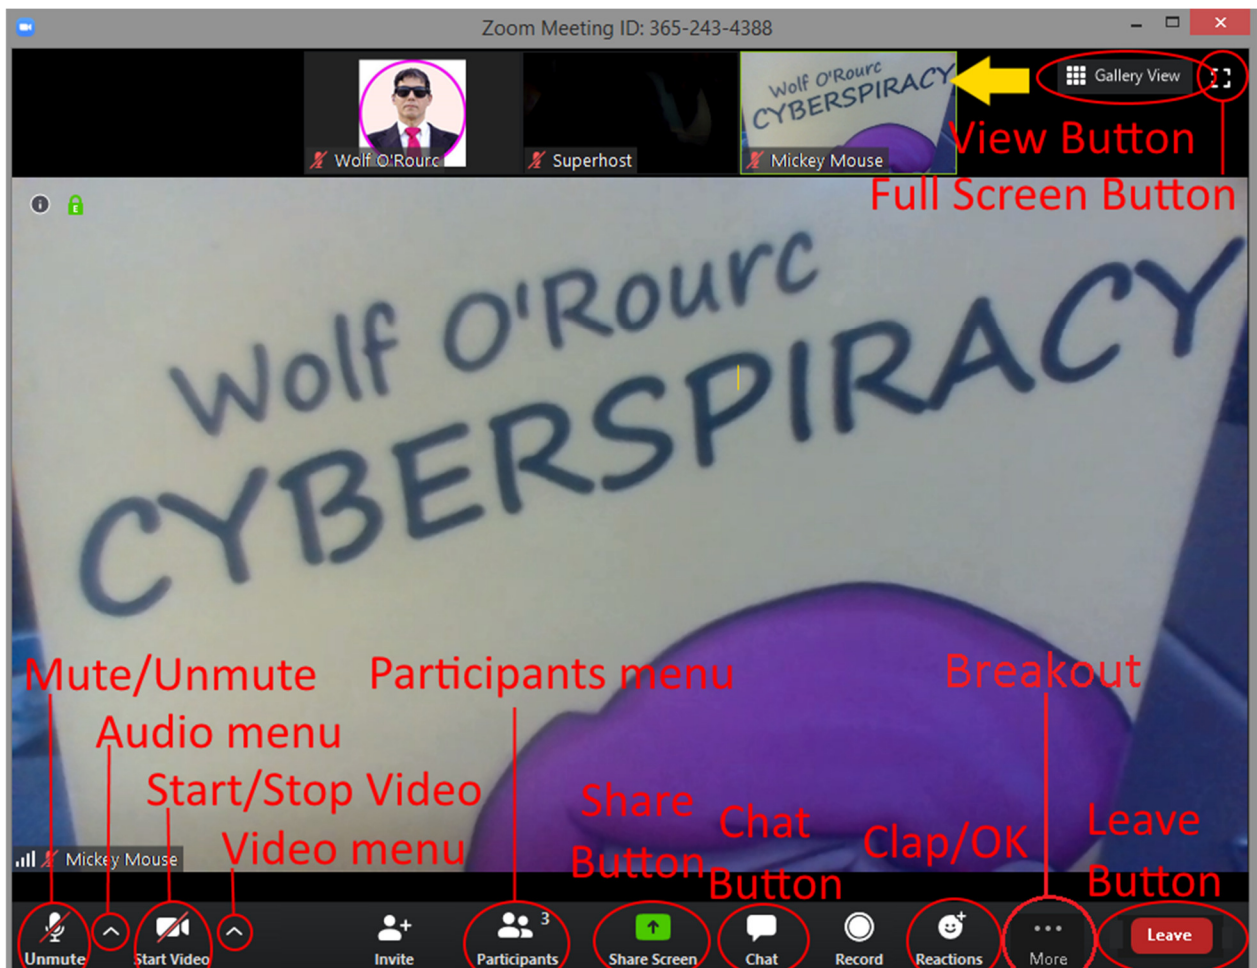 Zoom Meeting ID: 365-243-4388
Wolf O'Rourc
CYBERSPIRACY
Gallery View
Wolf O'Rourc
Superhost
Mickey Mouse
View Button
Full Screen Button
E
Wolf O'Rourc
CYBERSPIRACY
Mute/Unmute
Participants menu
Breakout
Audio menu
Start/Stop Video
Share
Button
Chat
Button
Clap/OK
Leave
Button
Video menu
Mickey Mouse
3
Unmute
Start Video
Invite
Participants
Share Screen
Chat
Record
Reactions
More
Leave